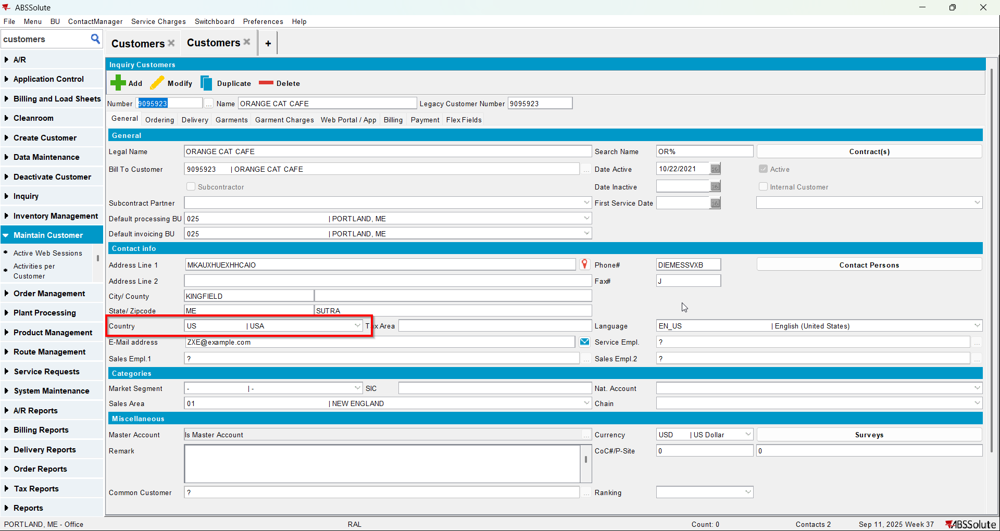 ABSSolute
File Menu BU ContactManager Service Charges Switchboard Preferences Help
customers
Customers Customers +
A/R
Application Control
Billing and Load Sheets
Cleanroom
Create Customer
Data Maintenance
Deactivate Customer
Inquiry
Inventory Management
Maintain Customer
Active Web Sessions
Activities per
Customer
Order Management
Plant Processing
Product Management
Route Management
Service Requests
System Maintenance
A/R Reports
Billing Reports
Delivery Reports
Order Reports
Tax Reports
Reports
Inquiry Customers
Add Modify Duplicate Delete
Number 9095923 ... Name ORANGE CAT CAFE Legacy Customer Number 9095923
General Ordering Delivery Garments Garment Charges Web Portal / App Billing Payment Flex Fields
General
Legal Name ORANGE CAT CAFE Search Name OR% Contract(s)
Bill To Customer 9095923 | ORANGE CAT CAFE ... Date Active 10/22/2021 16 Active
Subcontractor Date Inactive 16 Internal Customer
Subcontract Partner First Service Date 16
Default processing BU 025 | PORTLAND, ME
Default invoicing BU 025 | PORTLAND, ME
Contact info
Address Line 1 MKAUXHUEXHHCAIO Phone# DIEMESSVXB Contact Persons
Address Line 2 Fax# J
City/ County KINGFIELD
State/ Zipcode ME SUTRA
Country US | USA T x Area Language EN_US | English (United States)
E-Mail address ZXE@example.com Service Empl. ? ...
Sales Empl.1 ? ... Sales Empl.2 ? ...
Categories
Market Segment - | - SIC Nat. Account
Sales Area 01 | NEW ENGLAND Chain
Miscellaneous
Master Account Is Master Account ... Currency USD | US Dollar Surveys
Remark CoC#/P-Site 0 0
Common Customer ? ... Ranking
PORTLAND, ME - Office RAL Count: 0 Contacts 2 Sep 11, 2025 Week 37 ABSSolute